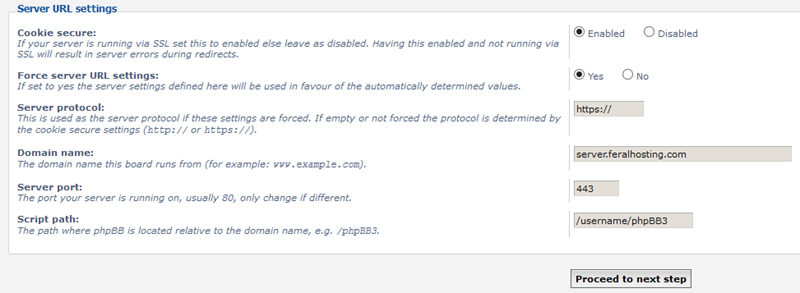 Server URL settings
Cookie secure:
If your server is running via SSL set this to enabled else leave as disabled. Having this enabled and not running via
SSL will result in server errors during redirects.
Enabled Disabled
Force server URL settings:
If set to yes the server settings defined here will be used in favour of the automatically determined values.
Yes No
Server protocol:
This is used as the server protocol if these settings are forced. If empty or not forced the protocol is determined by
the cookie secure settings (http:// or https://).
https://
Domain name:
The domain name this board runs from (for example: www.example.com).
server.feralhosting.com
Server port:
The port your server is running on, usually 80, only change if different.
443
Script path:
The path where phpBB is located relative to the domain name, e.g. /phpBB3.
/username/phpBB3
Proceed to next step